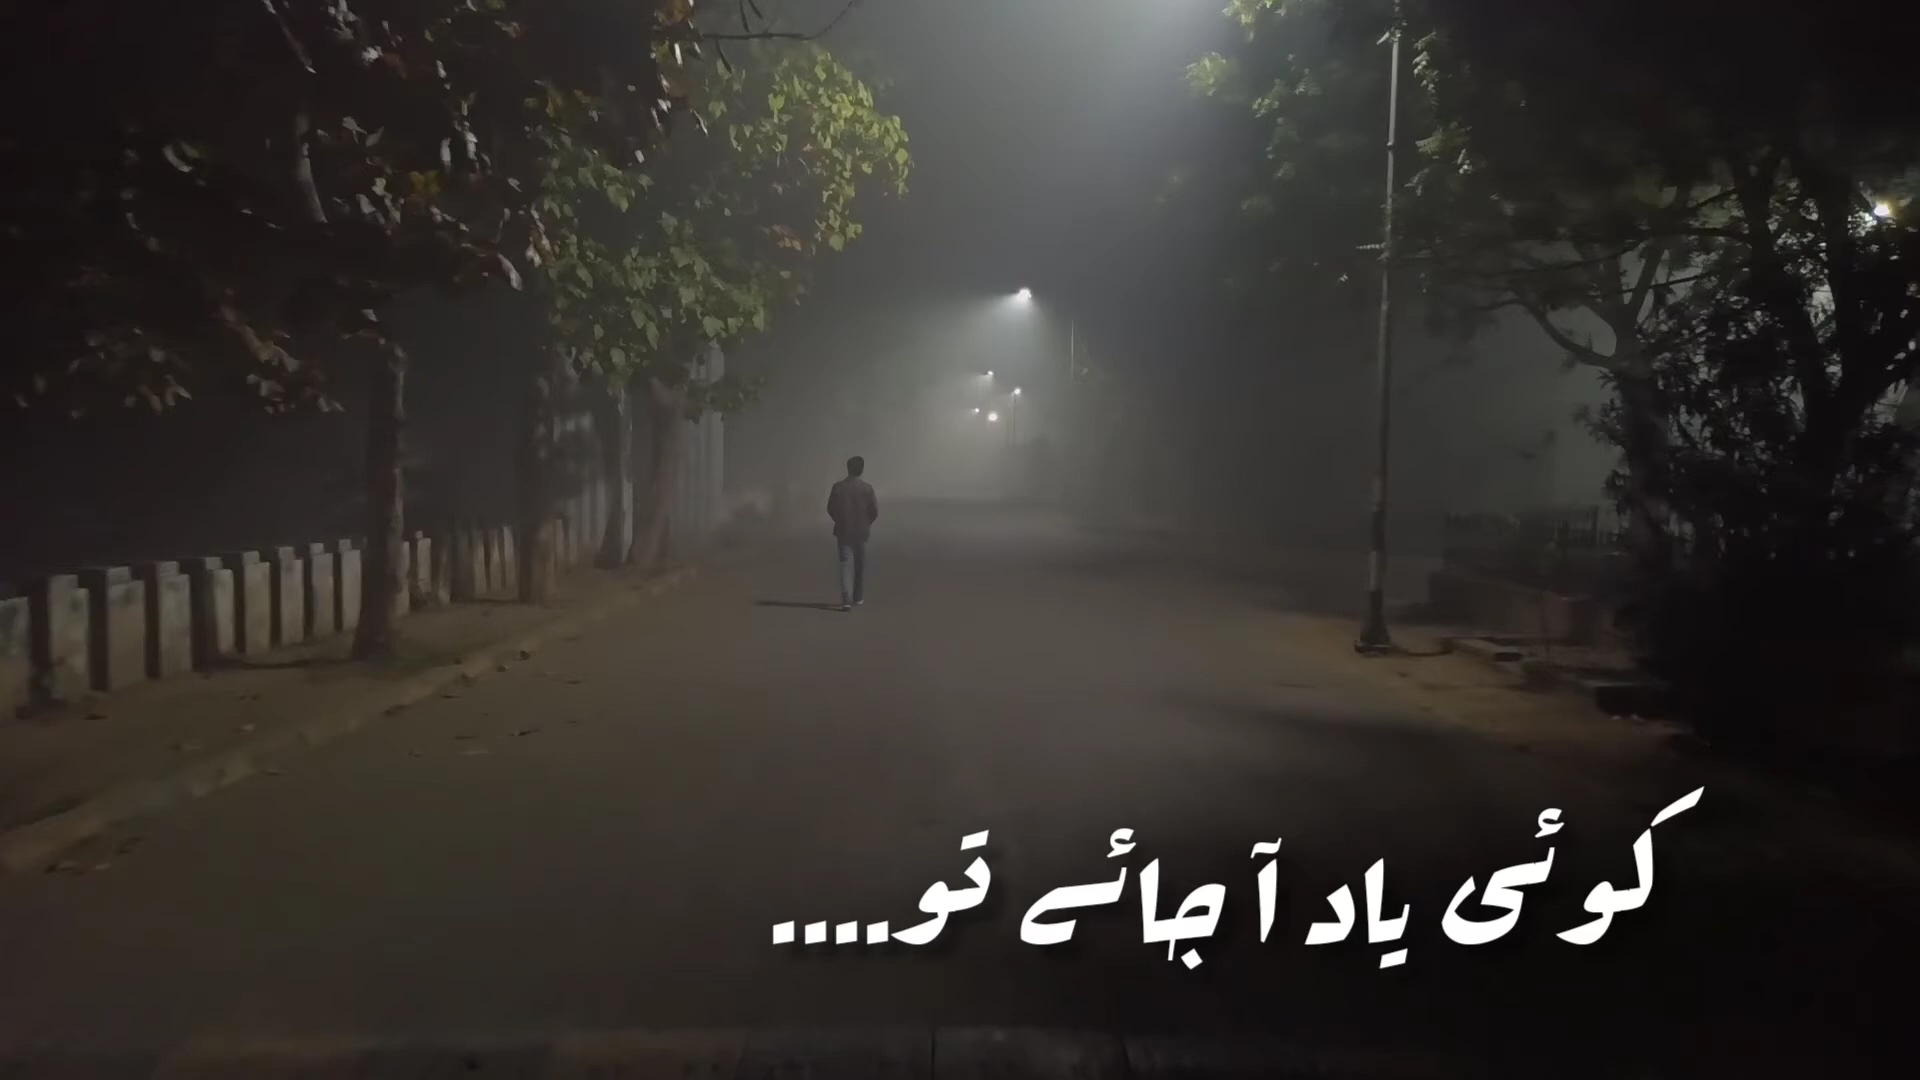 کوئی یاد آ جائے تو....